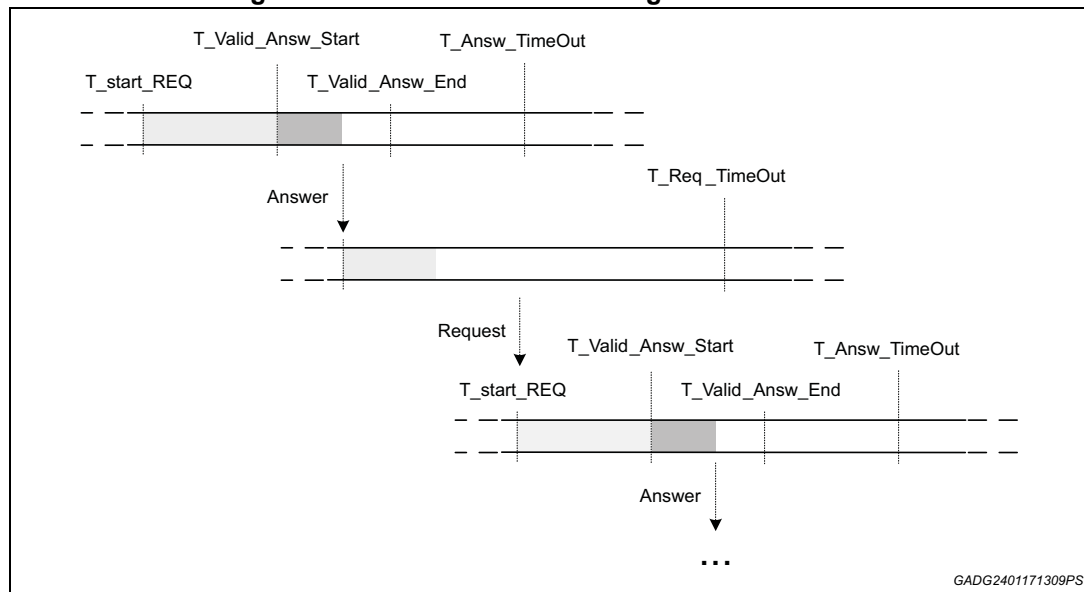 T_Valid_Answ_Start
T_Answ_TimeOut
T_start_REQ
T_Valid_Answ_End
T_Req_TimeOut
Answer
Request
T_Valid_Answ_Start
T_Answ_TimeOut
T_start_REQ
T_Valid_Answ_End
Answer
...
GADG2401171309PS